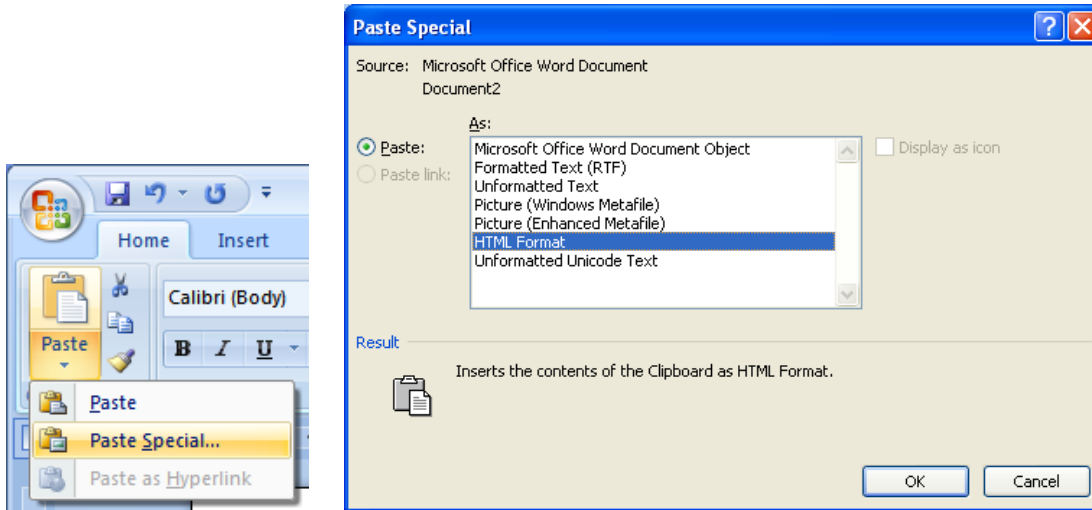 Home Insert
Calibri (Body)
Paste
B I U
Paste
Paste Special...
Paste as Hyperlink
Paste Special
Source: Microsoft Office Word Document
Document2
As:
Paste:
Paste link:
Microsoft Office Word Document Object
Formatted Text (RTF)
Unformatted Text
Picture (Windows Metafile)
Picture (Enhanced Metafile)
HTML Format
Unformatted Unicode Text
Display as icon
Result
Inserts the contents of the Clipboard as HTML Format.
OK Cancel